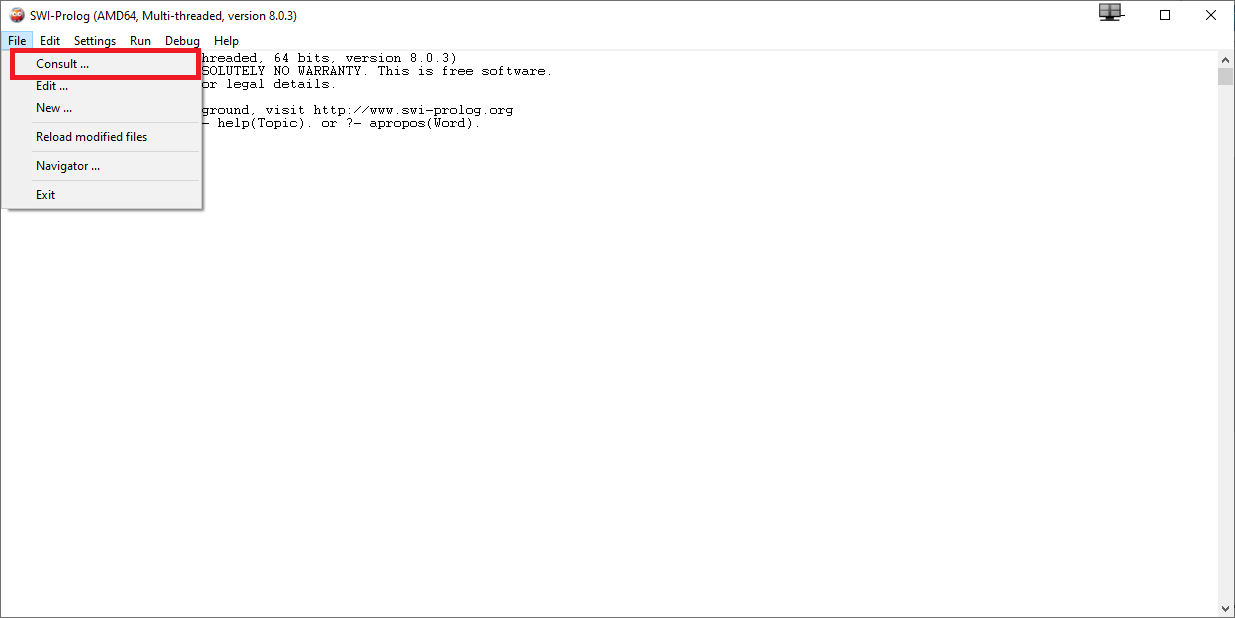 SWI-Prolog (AMD64, Multi-threaded, version 8.0.3)
File Edit Settings Run Debug Help
Consult ...
Edit ...
New ...
Reload modified files
Navigator ...
Exit
hreaded, 64 bits, version 8.0.3)
SOLUTELY NO WARRANTY. This is free software.
or legal details.
ground, visit http://www.swi-prolog.org
- help(Topic). or ?- apropos(Word).